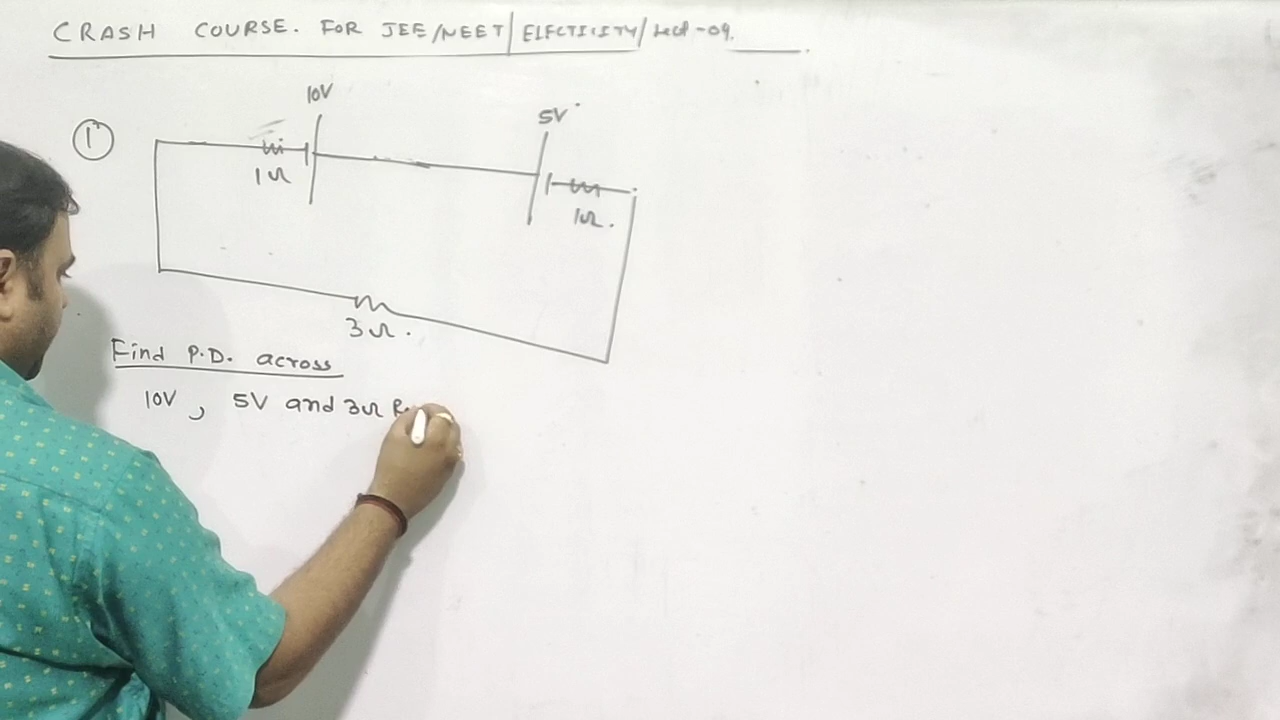 CRASH COURSE. FOR JEE/NEET/ELECTICITY/Lect-09.
1
10V
5V
1Ω
1Ω.
3Ω.
Find P.D. across
10V, 5V and 3Ω